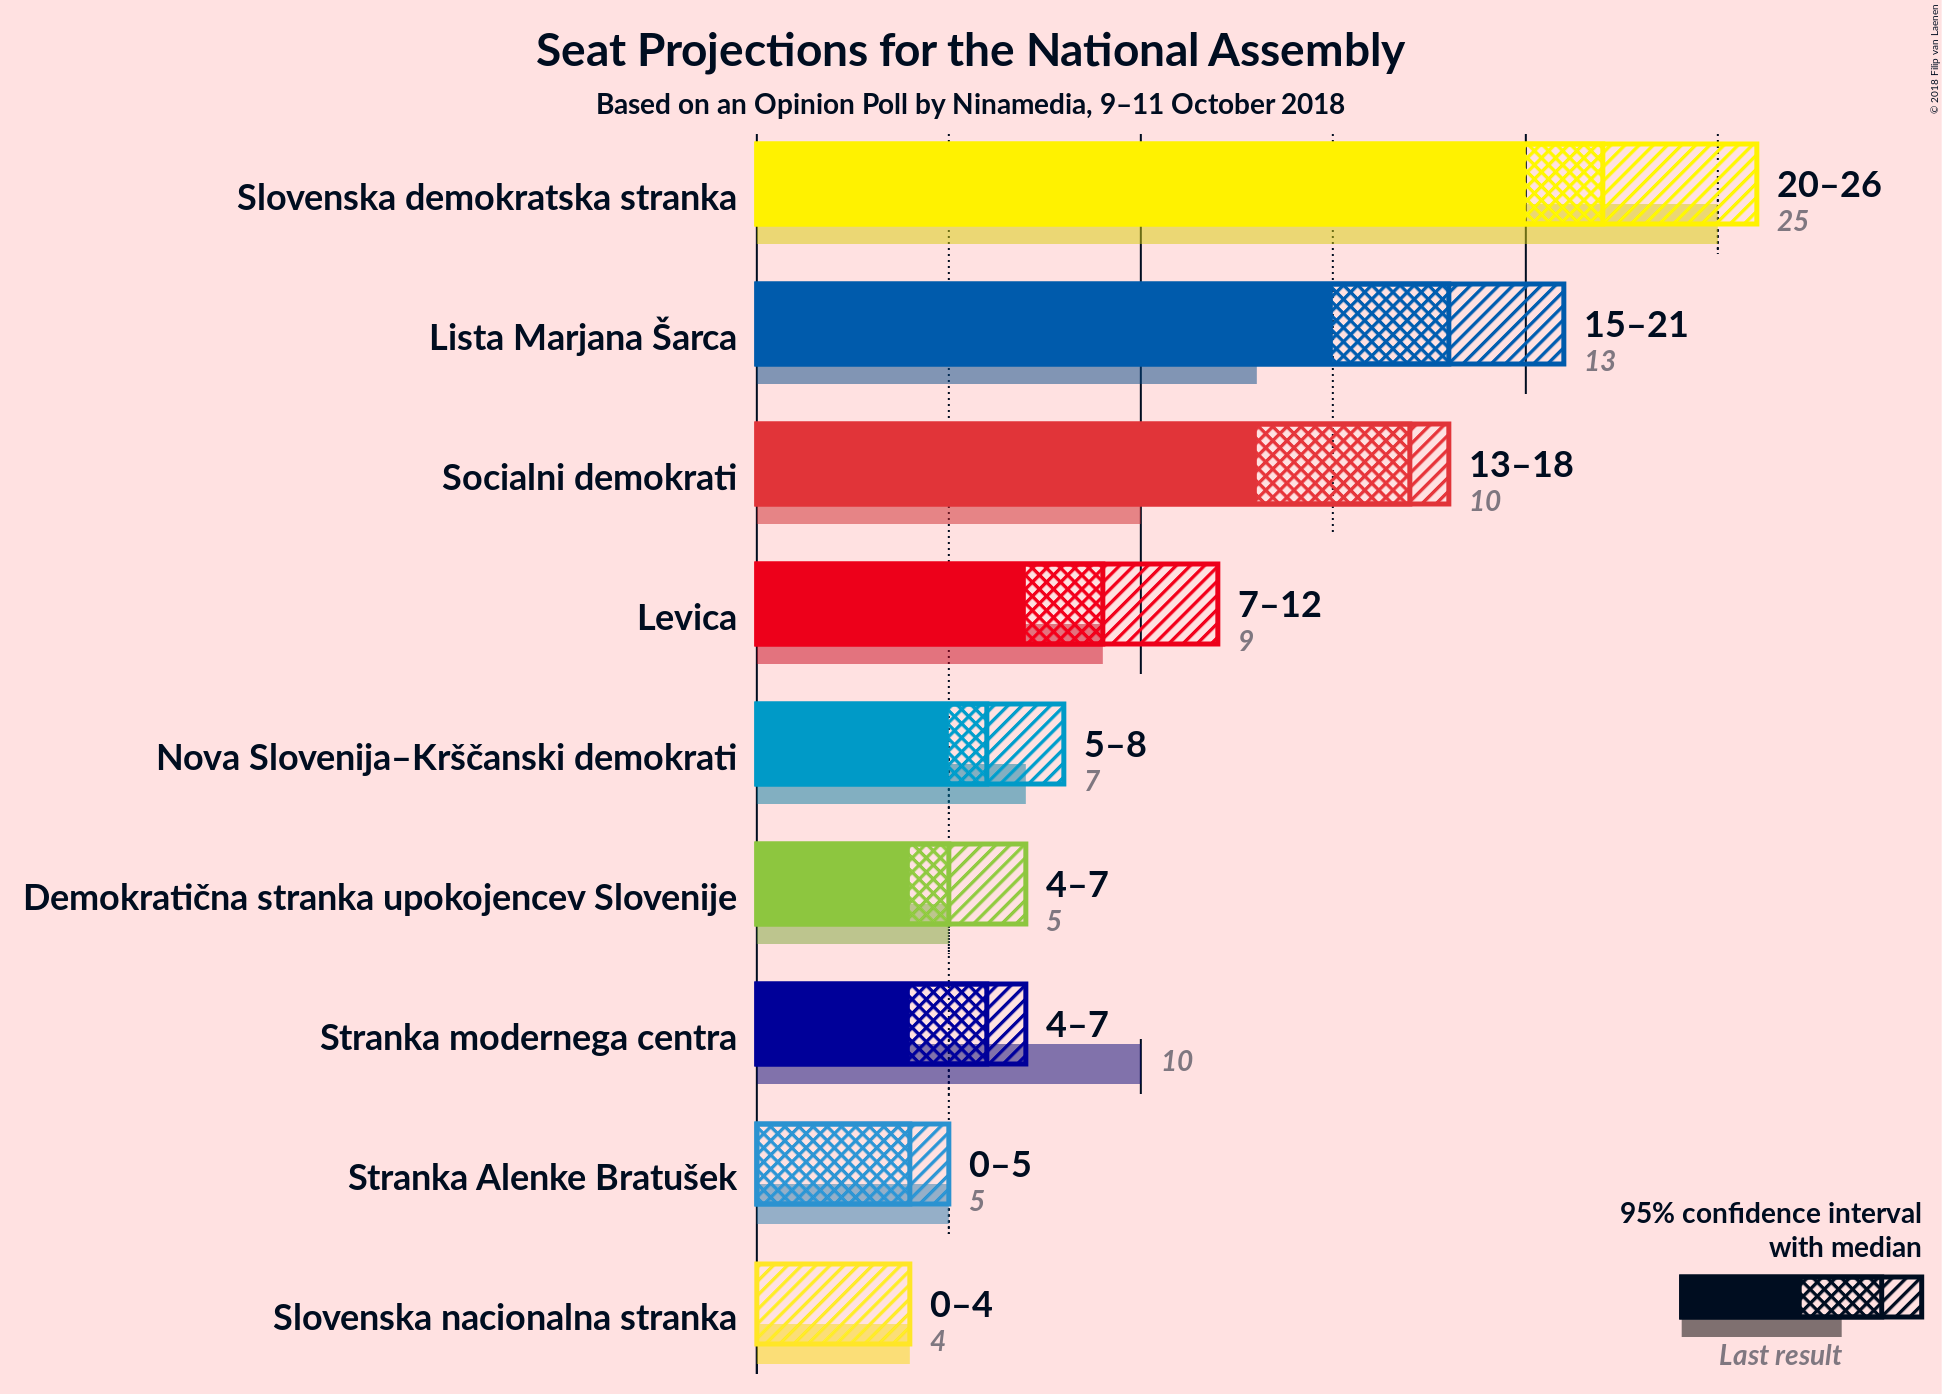 Seat Projections for the National Assembly
Based on an Opinion Poll by Ninamedia, 9–11 October 2018
© 2018 Filip van Laenen
Slovenska demokratska stranka
20–26
25
Lista Marjana Šarca
15–21
13
Socialni demokrati
13–18
10
Levica
7–12
9
Nova Slovenija–Krščanski demokrati
5–8
7
Demokratična stranka upokojencev Slovenije
4–7
5
Stranka modernega centra
4–7
10
Stranka Alenke Bratušek
0–5
5
Slovenska nacionalna stranka
0–4
4
95% confidence interval
with median
Last result